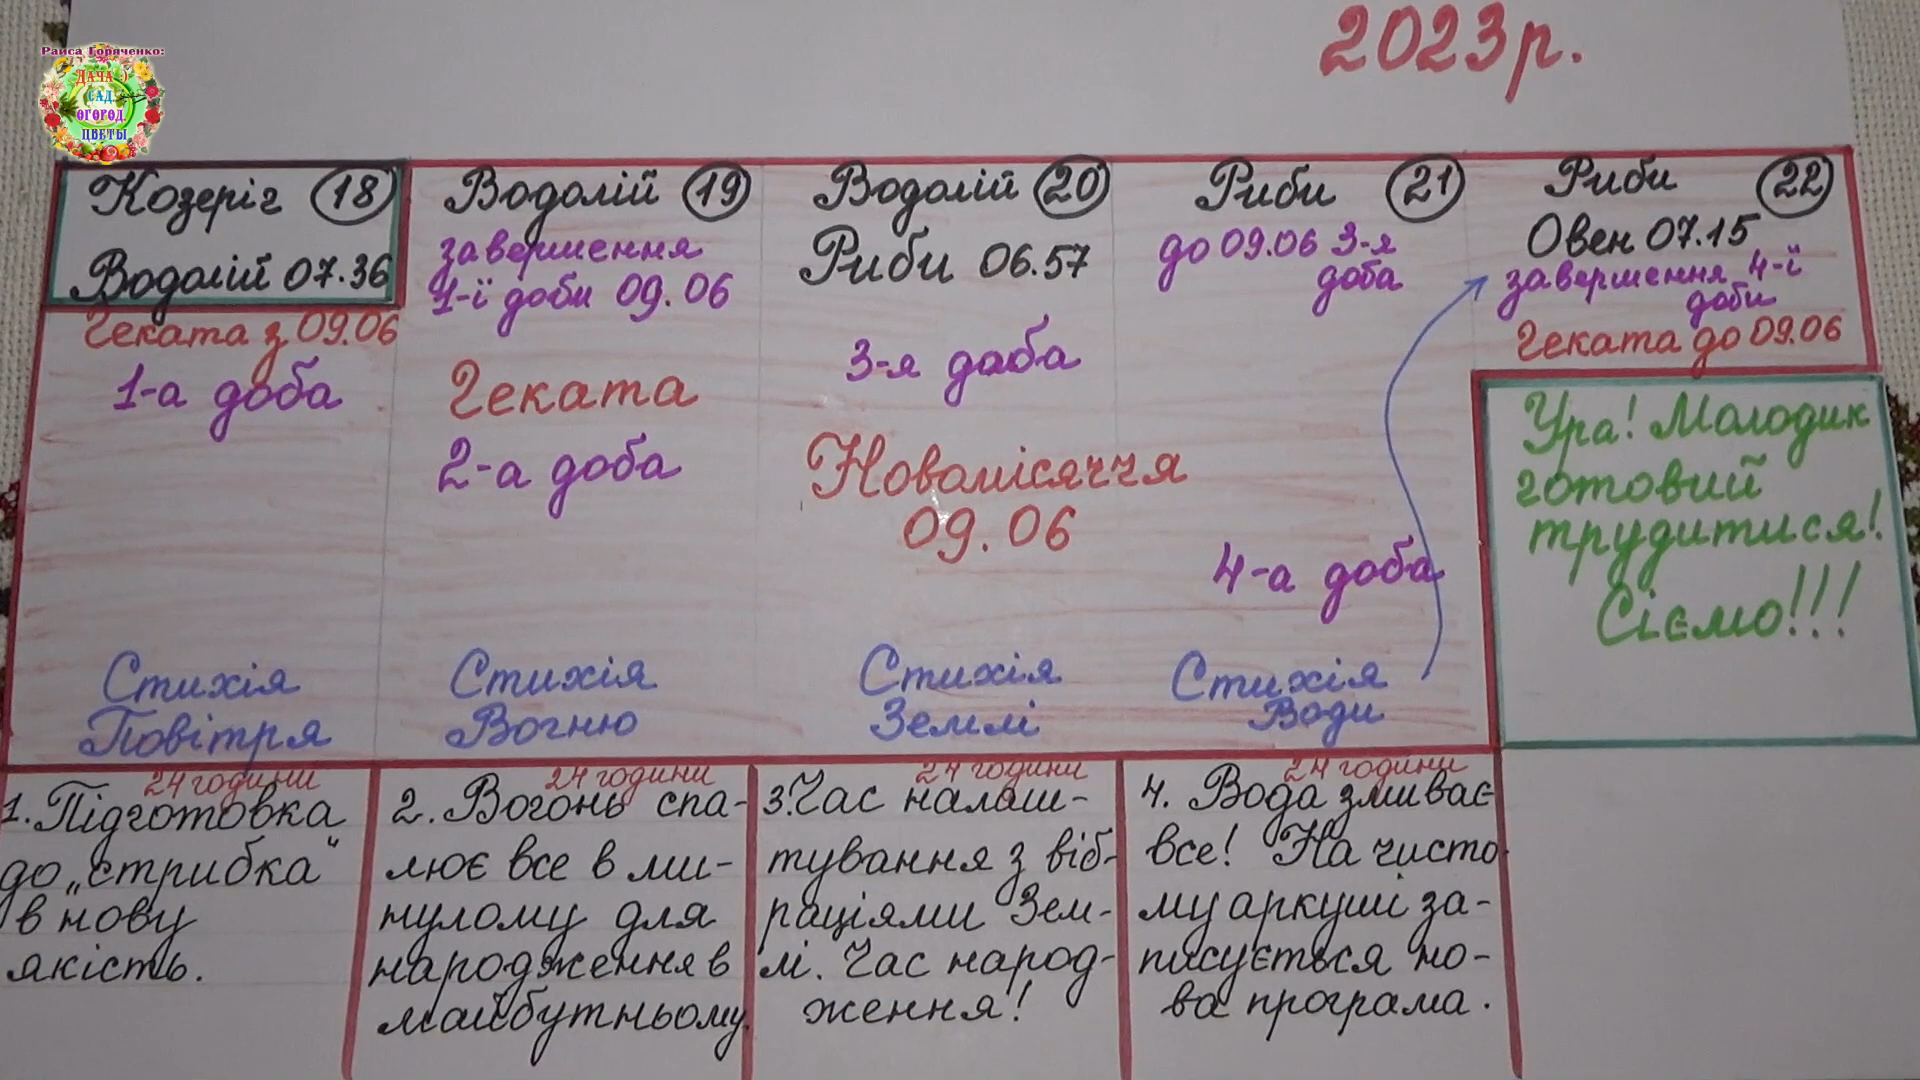 Раиса Горяченко:
ДАЧА
САД
ОГОРОД
ЦВЕТЫ
2023р.
Козеріг 18
Водолій 07.36
Геката з 09.06
1-а доба
Стихія
Повітря
Водолій 19
завершення
1-ї доби 09.06
Геката
2-а доба
Стихія
Вогню
Водолій 20
Риби 06.57
3-я доба
Новомісяччя
09.06
Стихія
Землі
Риби 21
до 09.06 3-я
доба
4-а доба
Стихія
Води
Риби 22
Овен 07.15
завершення 4-ї
доби
Геката до 09.06
Ура! Молодик
готовий
трудитися!
Сіємо!!!
24 години
1. Підготовка
до „стрибка"
в нову
якість.
24 години
2. Вогонь спа-
лює все в ми-
нулому для
народження в
майбутньому.
24 години
3. Час налаш-
тування з віб-
раціями Зем-
лі. Час народ-
ження!
24 години
4. Вода змиває
все! На чисто-
му аркуші за-
писується но-
ва програма.